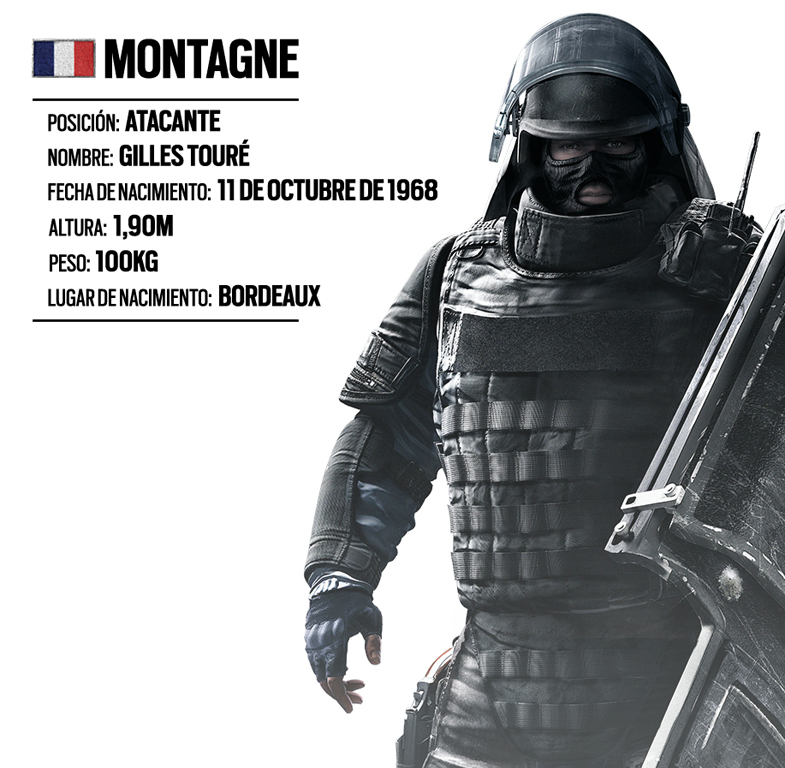 MONTAGNE
POSICIÓN: ATACANTE
NOMBRE: GILLES TOURÉ
FECHA DE NACIMIENTO: 11 DE OCTUBRE DE 1968
ALTURA: 1,90M
PESO: 100KG
LUGAR DE NACIMIENTO: BORDEAUX